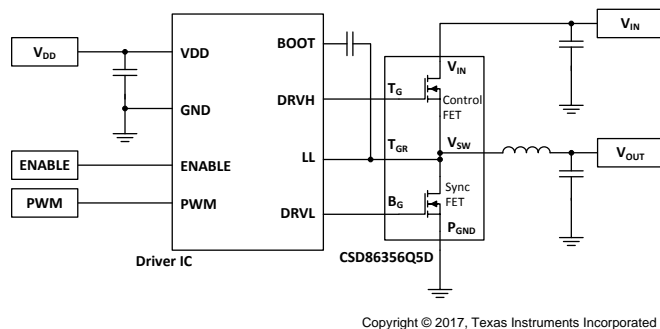 VDD
VDD
GND
ENABLE
ENABLE
PWM
PWM
BOOT
DRVH
LL
DRVL
Driver IC
VIN
VIN
TG
Control
FET
TGR
VSW
VOUT
Sync
FET
BG
PGND
CSD86356Q5D
Copyright © 2017, Texas Instruments Incorporated